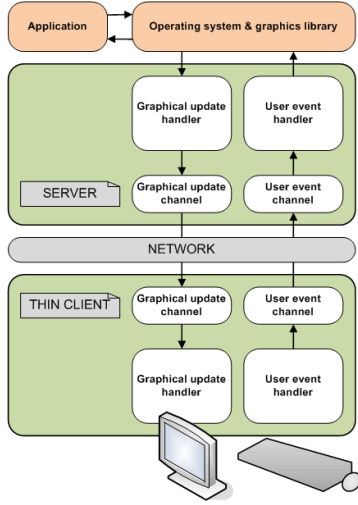 Application
Operating system & graphics library
Graphical update
handler
User event
handler
SERVER
Graphical update
channel
User event
channel
NETWORK
THIN CLIENT
Graphical update
channel
User event
channel
Graphical update
handler
User event
handler